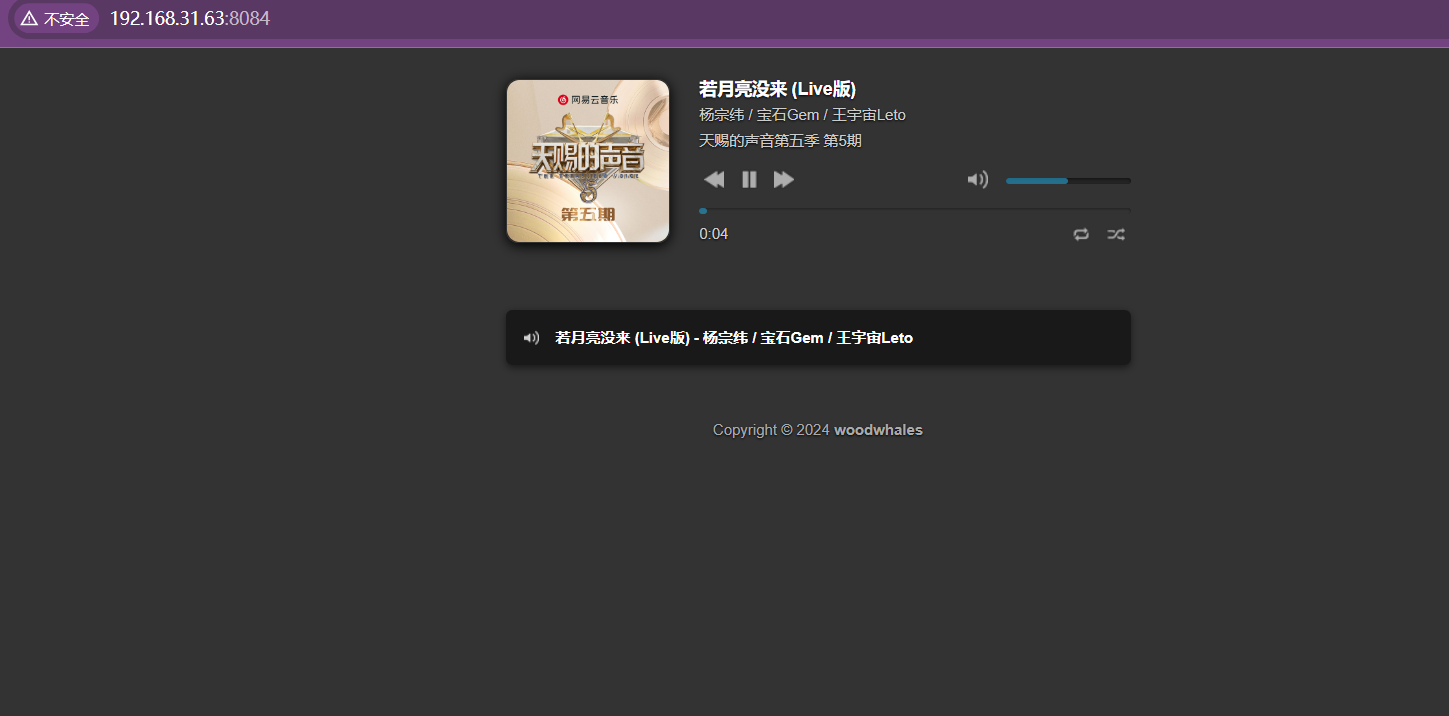 不安全 192.168.31.63:8084
网易云音乐
天赐的声音
第五期
若月亮没来 (Live版)
杨宗纬 / 宝石Gem / 王宇宙Leto
天赐的声音第五季 第5期
0:04
若月亮没来 (Live版) - 杨宗纬 / 宝石Gem / 王宇宙Leto
Copyright © 2024 woodwhales